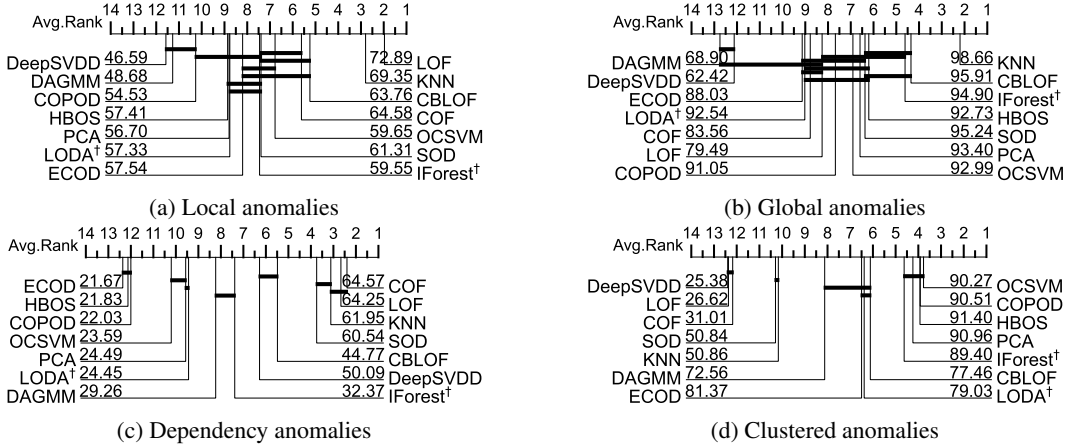 Avg.Rank 14 13 12 11 10 9 8 7 6 5 4 3 2 1
DeepSVDD 46.59 72.89 LOF
DAGMM 48.68 69.35 KNN
COPOD 54.53 63.76 CBLOF
HBOS 57.41 64.58 COF
PCA 56.70 59.65 OCSVM
LODA† 57.33 61.31 SOD
ECOD 57.54 59.55 IForest†
(a) Local anomalies
Avg.Rank 14 13 12 11 10 9 8 7 6 5 4 3 2 1
DAGMM 68.90 98.66 KNN
DeepSVDD 62.42 95.91 CBLOF
ECOD 88.03 94.90 IForest†
LODA† 92.54 92.73 HBOS
COF 83.56 95.24 SOD
LOF 79.49 93.40 PCA
COPOD 91.05 92.99 OCSVM
(b) Global anomalies
Avg.Rank 14 13 12 11 10 9 8 7 6 5 4 3 2 1
ECOD 21.67 64.57 COF
HBOS 21.83 64.25 LOF
COPOD 22.03 61.95 KNN
OCSVM 23.59 60.54 SOD
PCA 24.49 44.77 CBLOF
LODA† 24.45 50.09 DeepSVDD
DAGMM 29.26 32.37 IForest†
(c) Dependency anomalies
Avg.Rank 14 13 12 11 10 9 8 7 6 5 4 3 2 1
DeepSVDD 25.38 90.27 OCSVM
LOF 26.62 90.51 COPOD
COF 31.01 91.40 HBOS
SOD 50.84 90.96 PCA
KNN 50.86 89.40 IForest†
DAGMM 72.56 77.46 CBLOF
ECOD 81.37 79.03 LODA†
(d) Clustered anomalies